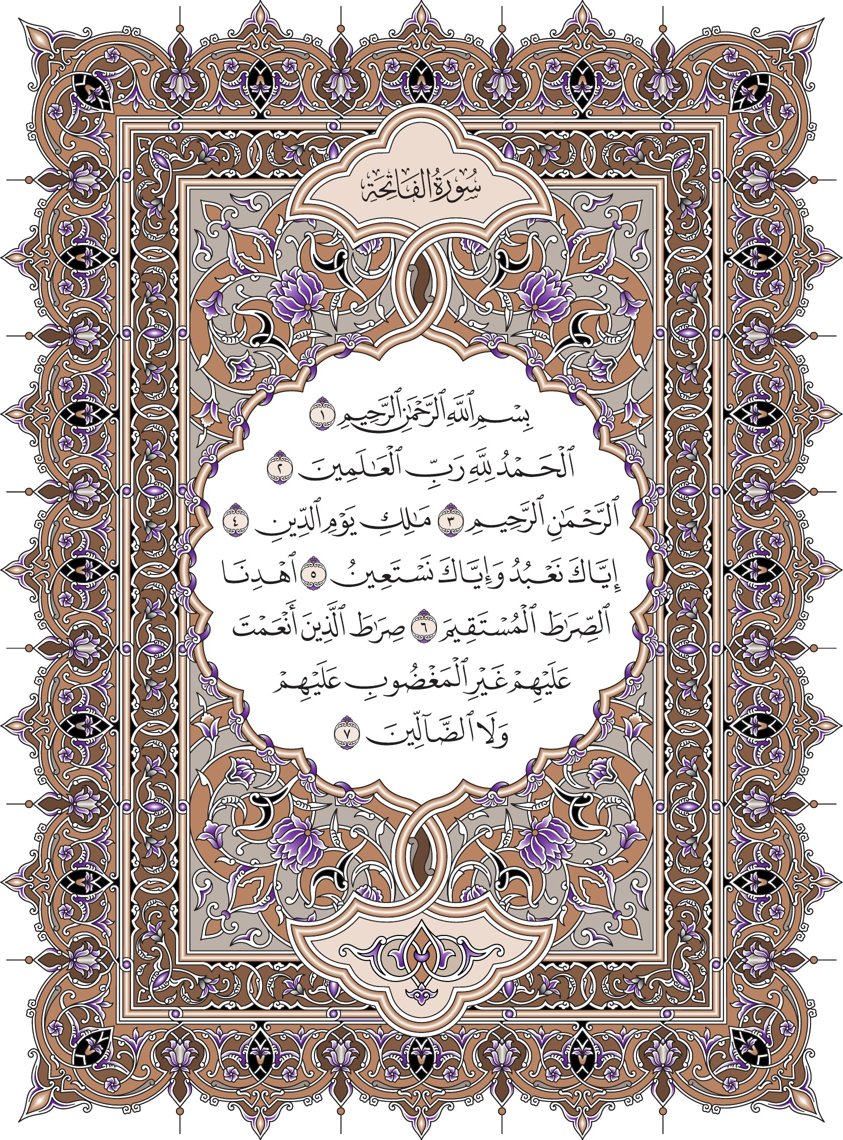 سُورَةُ الفَاتِحَةِ
بِسْمِ ٱللَّهِ ٱلرَّحْمَٰنِ ٱلرَّحِيمِ ١
ٱلْحَمْدُ لِلَّهِ رَبِّ ٱلْعَٰلَمِينَ ٢
ٱلرَّحْمَٰنِ ٱلرَّحِيمِ ٣ مَٰلِكِ يَوْمِ ٱلدِّينِ ٤
إِيَّاكَ نَعْبُدُ وَإِيَّاكَ نَسْتَعِينُ ٥ ٱهْدِنَا
ٱلصِّرَٰطَ ٱلْمُسْتَقِيمَ ٦ صِرَٰطَ ٱلَّذِينَ أَنْعَمْتَ
عَلَيْهِمْ غَيْرِ ٱلْمَغْضُوبِ عَلَيْهِمْ
وَلَا ٱلضَّآلِّينَ ٧